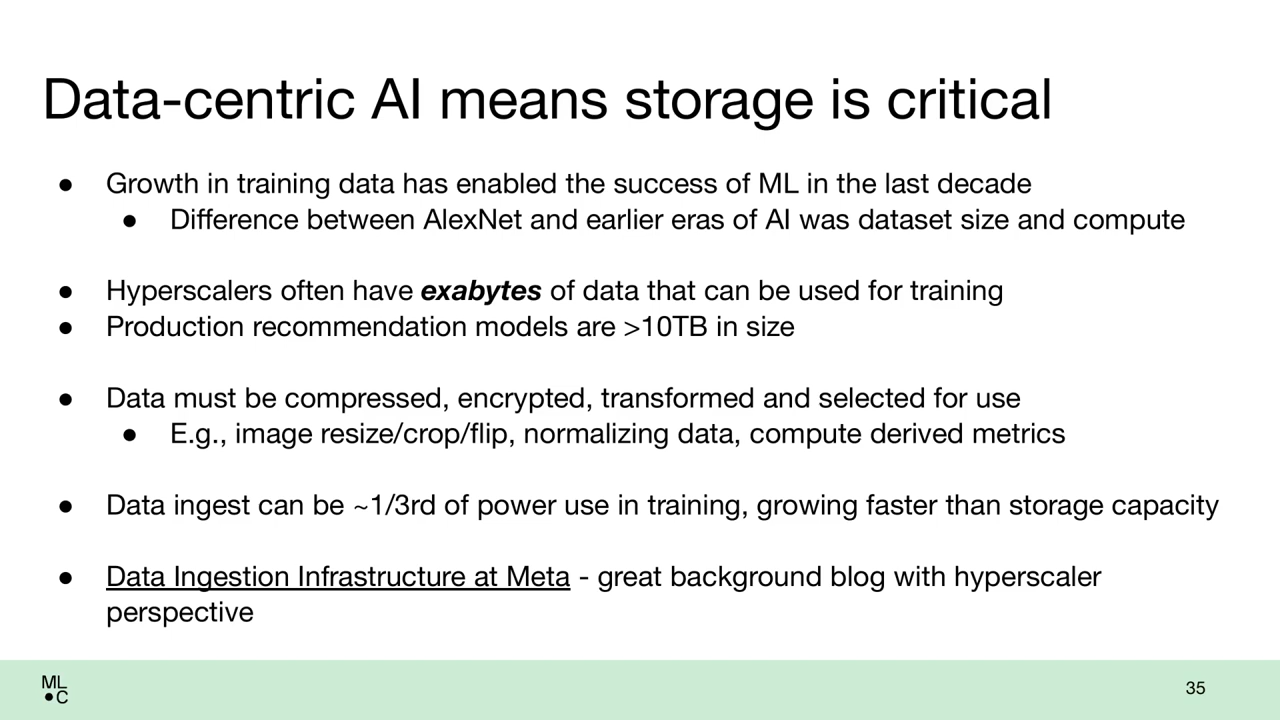 Data-centric AI means storage is critical
● Growth in training data has enabled the success of ML in the last decade
● Difference between AlexNet and earlier eras of AI was dataset size and compute
● Hyperscalers often have exabytes of data that can be used for training
● Production recommendation models are >10TB in size
● Data must be compressed, encrypted, transformed and selected for use
● E.g., image resize/crop/flip, normalizing data, compute derived metrics
● Data ingest can be ~1/3rd of power use in training, growing faster than storage capacity
● Data Ingestion Infrastructure at Meta - great background blog with hyperscaler
perspective
ML
●C
35